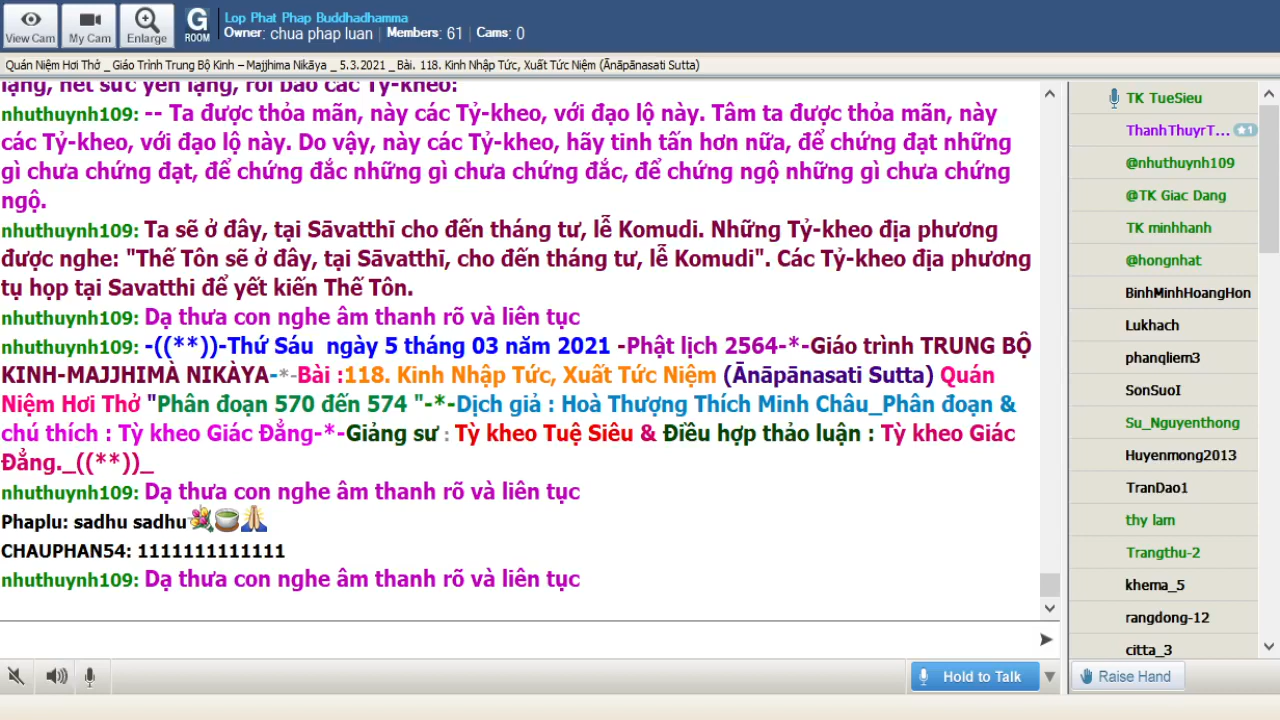 View Cam
My Cam
Enlarge
G
ROOM
Lop Phat Phap Buddhadhamma
Owner: chua phap luan | Members: 61 | Cams: 0
Quán Niệm Hơi Thở _ Giáo Trình Trung Bộ Kinh – Majjhima Nikāya _ 5.3.2021 _ Bài. 118. Kinh Nhập Tức, Xuất Tức Niệm (Ānāpānasati Sutta)
lặng, hết sức yên lặng, rồi bảo các Tỷ-kheo:
nhuthuynh109: -- Ta được thỏa mãn, này các Tỷ-kheo, với đạo lộ này. Tâm ta được thỏa mãn, này
các Tỷ-kheo, với đạo lộ này. Do vậy, này các Tỷ-kheo, hãy tinh tấn hơn nữa, để chứng đạt những
gì chưa chứng đạt, để chứng đắc những gì chưa chứng đắc, để chứng ngộ những gì chưa chứng
ngộ.
nhuthuynh109: Ta sẽ ở đây, tại Sāvatthī cho đến tháng tư, lễ Komudi. Những Tỷ-kheo địa phương
được nghe: "Thế Tôn sẽ ở đây, tại Sāvatthī, cho đến tháng tư, lễ Komudi". Các Tỷ-kheo địa phương
tụ họp tại Savatthi để yết kiến Thế Tôn.
nhuthuynh109: Dạ thưa con nghe âm thanh rõ và liên tục
nhuthuynh109: -((**))-Thứ Sáu ngày 5 tháng 03 năm 2021 -Phật lịch 2564-*-Giáo trình TRUNG BỘ
KINH-MAJJHIMÀ NIKÀYA-*-Bài :118. Kinh Nhập Tức, Xuất Tức Niệm (Ānāpānasati Sutta) Quán
Niệm Hơi Thở "Phân đoạn 570 đến 574 "-*-Dịch giả : Hoà Thượng Thích Minh Châu_Phân đoạn &
chú thích : Tỳ kheo Giác Đẳng-*-Giảng sư : Tỳ kheo Tuệ Siêu & Điều hợp thảo luận : Tỳ kheo Giác
Đẳng._((**))_
nhuthuynh109: Dạ thưa con nghe âm thanh rõ và liên tục
Phaplu: sadhu sadhu
CHAUPHAN54: 1111111111111
nhuthuynh109: Dạ thưa con nghe âm thanh rõ và liên tục
Hold to Talk
TK TueSieu
ThanhThuyrT... 1
@nhuthuynh109
@TK Giac Dang
TK minhhanh
@hongnhat
BinhMinhHoangHon
Lukhach
phanqliem3
SonSuoI
Su_Nguyenthong
Huyenmong2013
TranDao1
thy lam
Trangthu-2
khema_5
rangdong-12
citta_3
Raise Hand